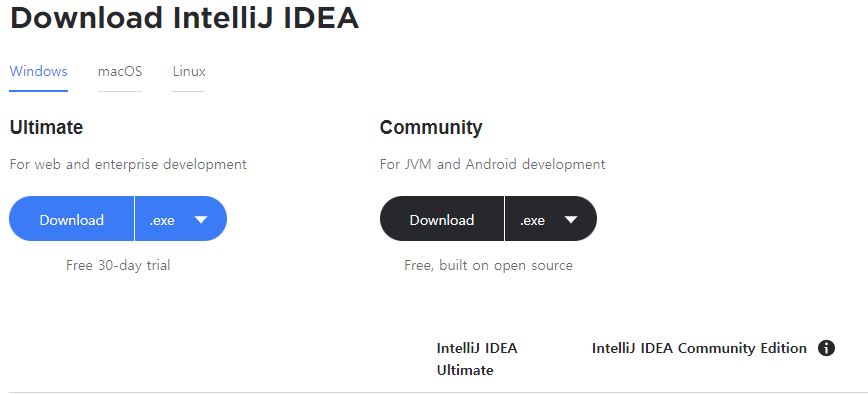 Download IntelliJ IDEA
Windows macOS Linux
Ultimate
For web and enterprise development
Download .exe
Free 30-day trial
Community
For JVM and Android development
Download .exe
Free, built on open source
IntelliJ IDEA
Ultimate
IntelliJ IDEA Community Edition